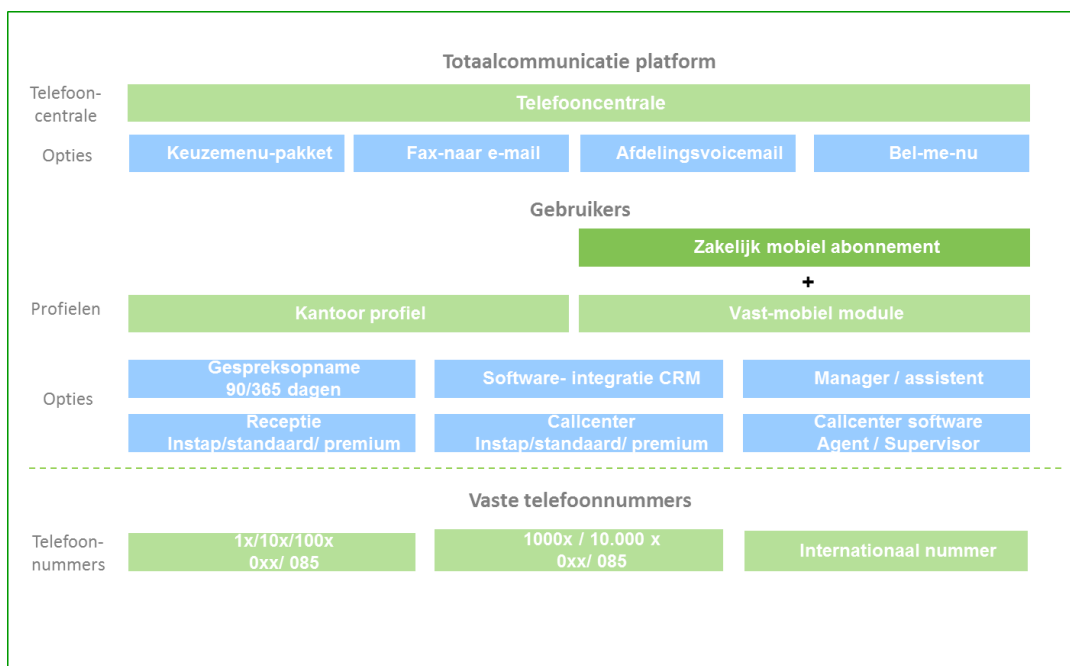 Totaalcommunicatie platform
Telefoon-
centrale
Telefooncentrale
Opties
Keuzemenu-pakket
Fax-naar e-mail
Afdelingsvoicemail
Bel-me-nu
Gebruikers
Zakelijk mobiel abonnement
+
Profielen
Kantoor profiel
Vast-mobiel module
Opties
Gespreksopname
90/365 dagen
Software- integratie CRM
Manager / assistent
Receptie
Instap/standaard/ premium
Callcenter
Instap/standaard/ premium
Callcenter software
Agent / Supervisor
Vaste telefoonnummers
Telefoon-
nummers
1x/10x/100x
0xx/ 085
1000x / 10.000 x
0xx/ 085
Internationaal nummer